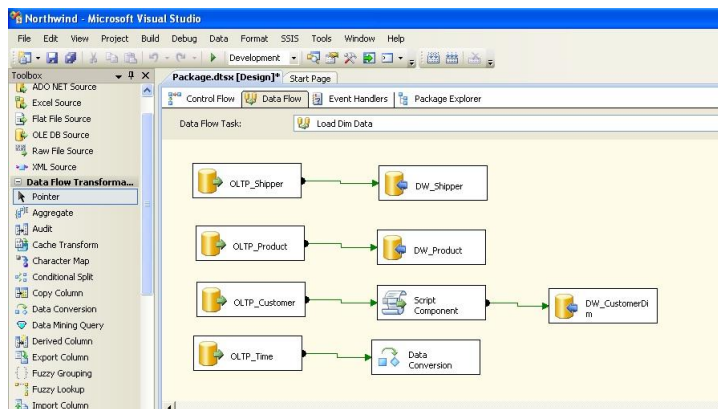 Northwind - Microsoft Visual Studio
File Edit View Project Build Debug Data Format SSIS Tools Window Help
Development
Toolbox
Package.dtsx [Design]* Start Page
ADO NET Source
Excel Source
Control Flow Data Flow Event Handlers Package Explorer
Flat File Source
Data Flow Task: Load Dim Data
OLE DB Source
Raw File Source
XML Source
Data Flow Transforma...
Pointer
OLTP_Shipper DW_Shipper
Aggregate
Audit
Cache Transform
OLTP_Product DW_Product
Character Map
Conditional Split
Copy Column
OLTP_Customer Script
Component DW_CustomerDi
m
Data Conversion
Data Mining Query
Derived Column
OLTP_Time Data
Conversion
Export Column
Fuzzy Grouping
Fuzzy Lookup
Import Column